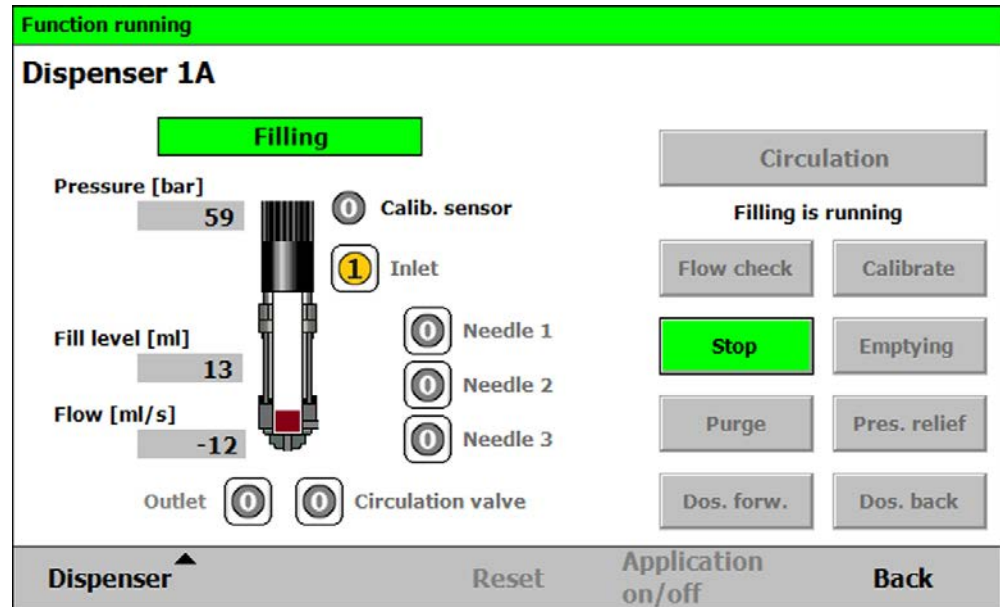 Function running
Dispenser 1A
Filling
Circulation
Pressure [bar]
59
0 Calib. sensor
Filling is running
1 Inlet
Flow check
Calibrate
Fill level [ml]
13
0 Needle 1
Stop
Emptying
0 Needle 2
Flow [ml/s]
-12
0 Needle 3
Purge
Pres. relief
Outlet 0
0 Circulation valve
Dos. forw.
Dos. back
Dispenser
Reset
Application
on/off
Back